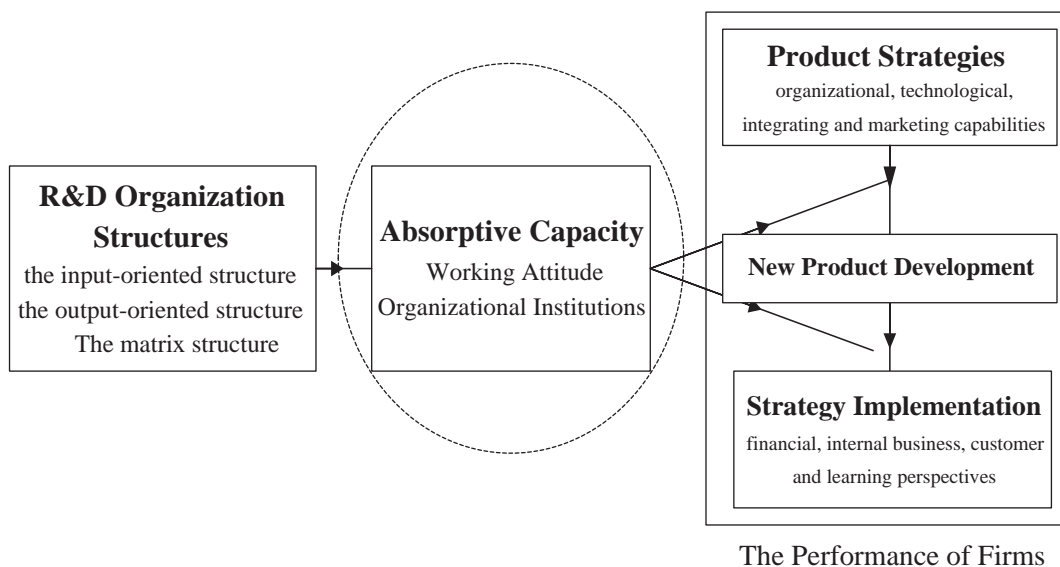 R&D Organization
Structures
the input-oriented structure
the output-oriented structure
The matrix structure
Absorptive Capacity
Working Attitude
Organizational Institutions
Product Strategies
organizational, technological,
integrating and marketing capabilities
New Product Development
Strategy Implementation
financial, internal business, customer
and learning perspectives
The Performance of Firms